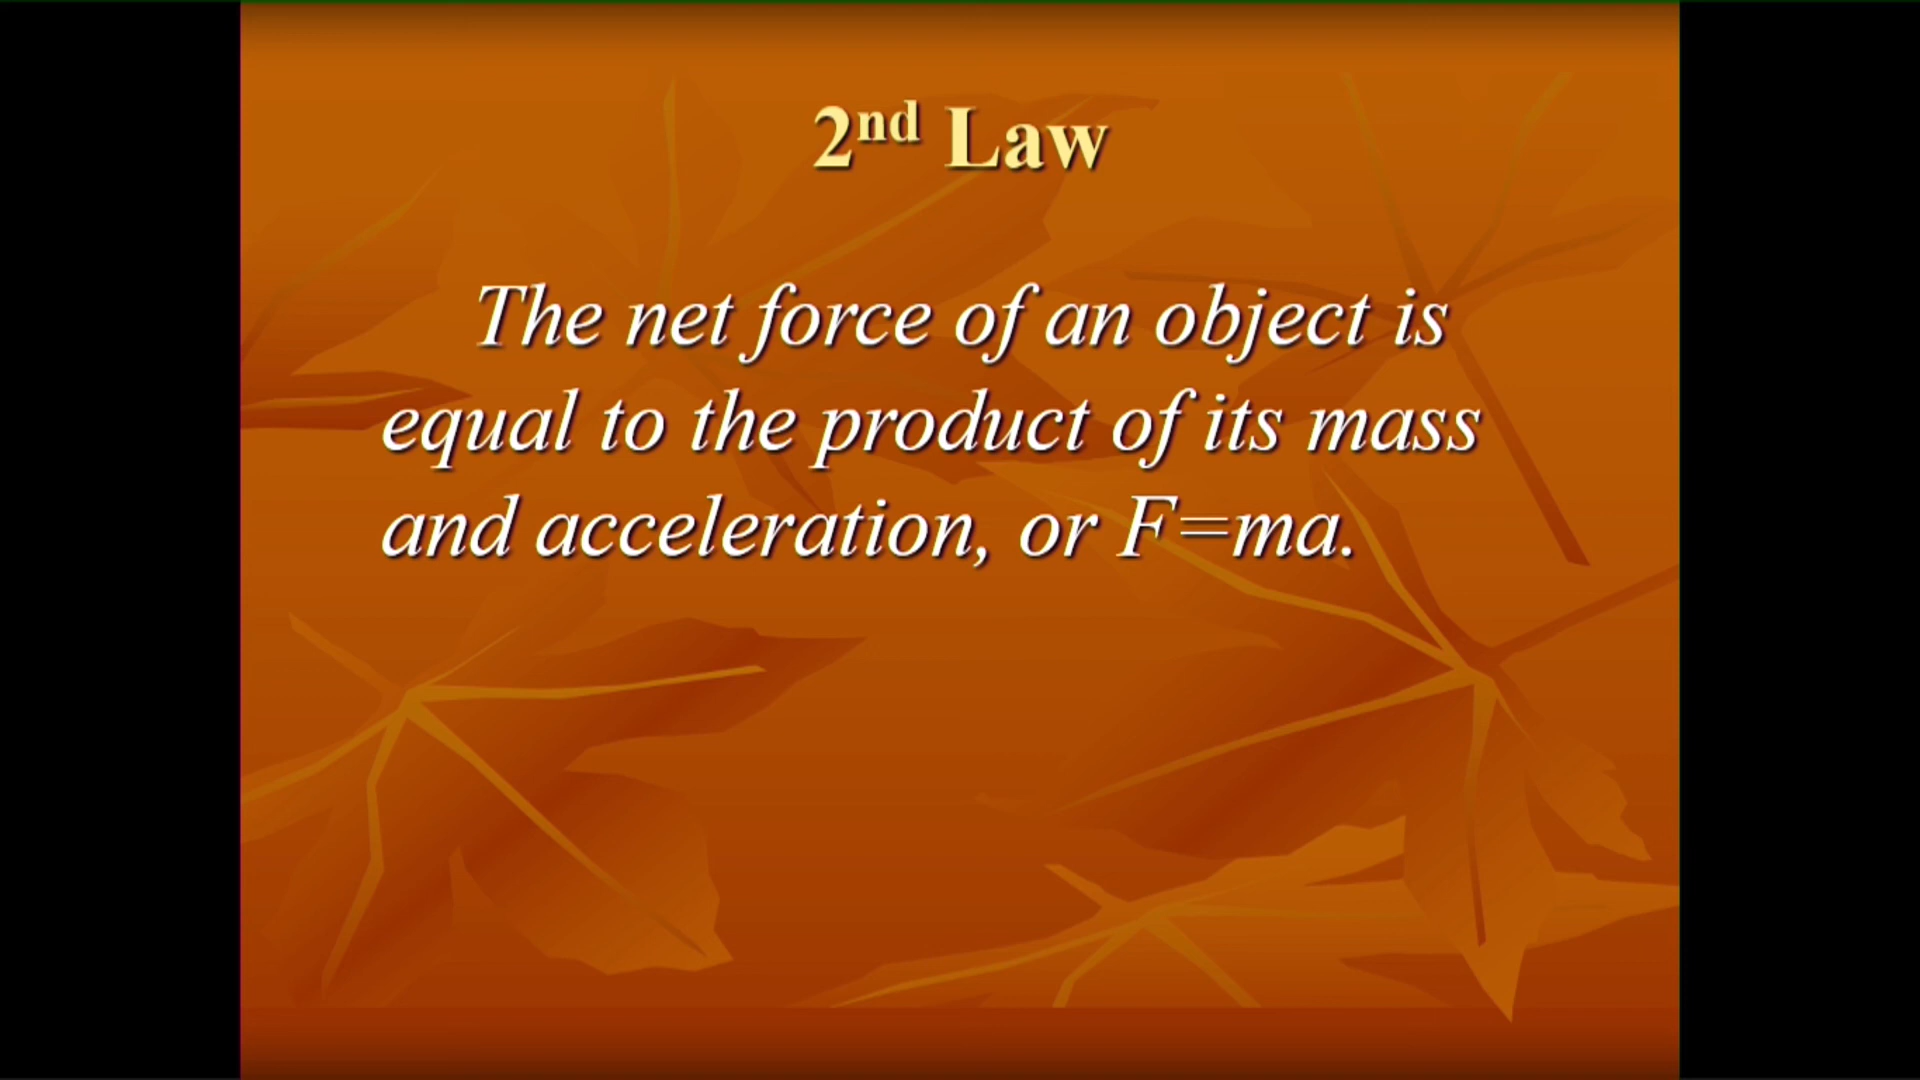 2nd Law
The net force of an object is
equal to the product of its mass
and acceleration, or F=ma.